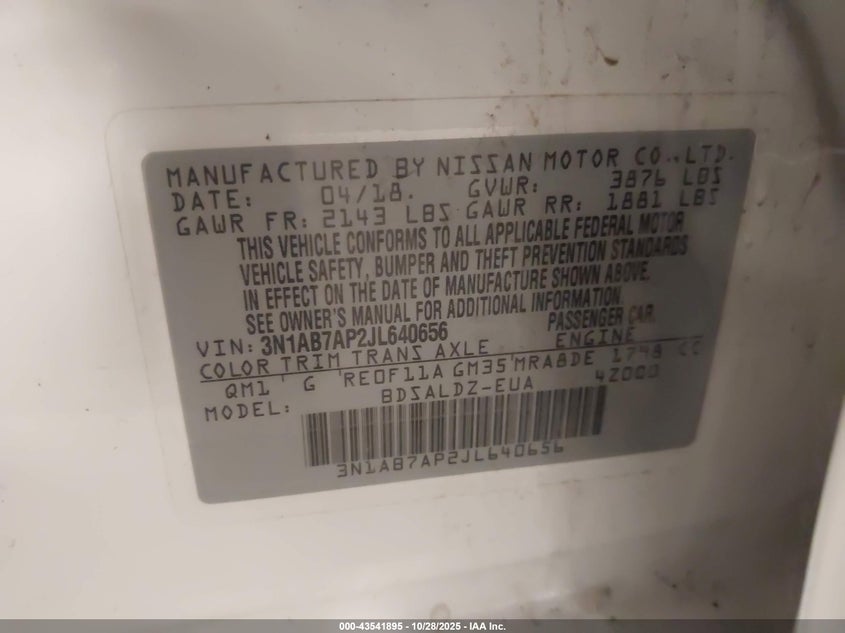 MANUFACTURED BY NISSAN MOTOR CO.,LTD.
DATE: 04/18. GVWR: 3876 LBS
GAWR FR: 2143 LBS GAWR RR: 1881 LBS
THIS VEHICLE CONFORMS TO ALL APPLICABLE FEDERAL MOTOR
VEHICLE SAFETY, BUMPER AND THEFT PREVENTION STANDARDS
IN EFFECT ON THE DATE OF MANUFACTURE SHOWN ABOVE.
SEE OWNER'S MANUAL FOR ADDITIONAL INFORMATION.
VIN: 3N1AB7AP2JL640656 PASSENGER CAR
COLOR TRIM TRANS AXLE ENGINE
QM1 G RE0F11A GM35 MRA8DE 1748 CC
MODEL: BDSALDZ-EUA 4Z000
3N1AB7AP2JL640656
000-43541895 - 10/28/2025 - IAA Inc.